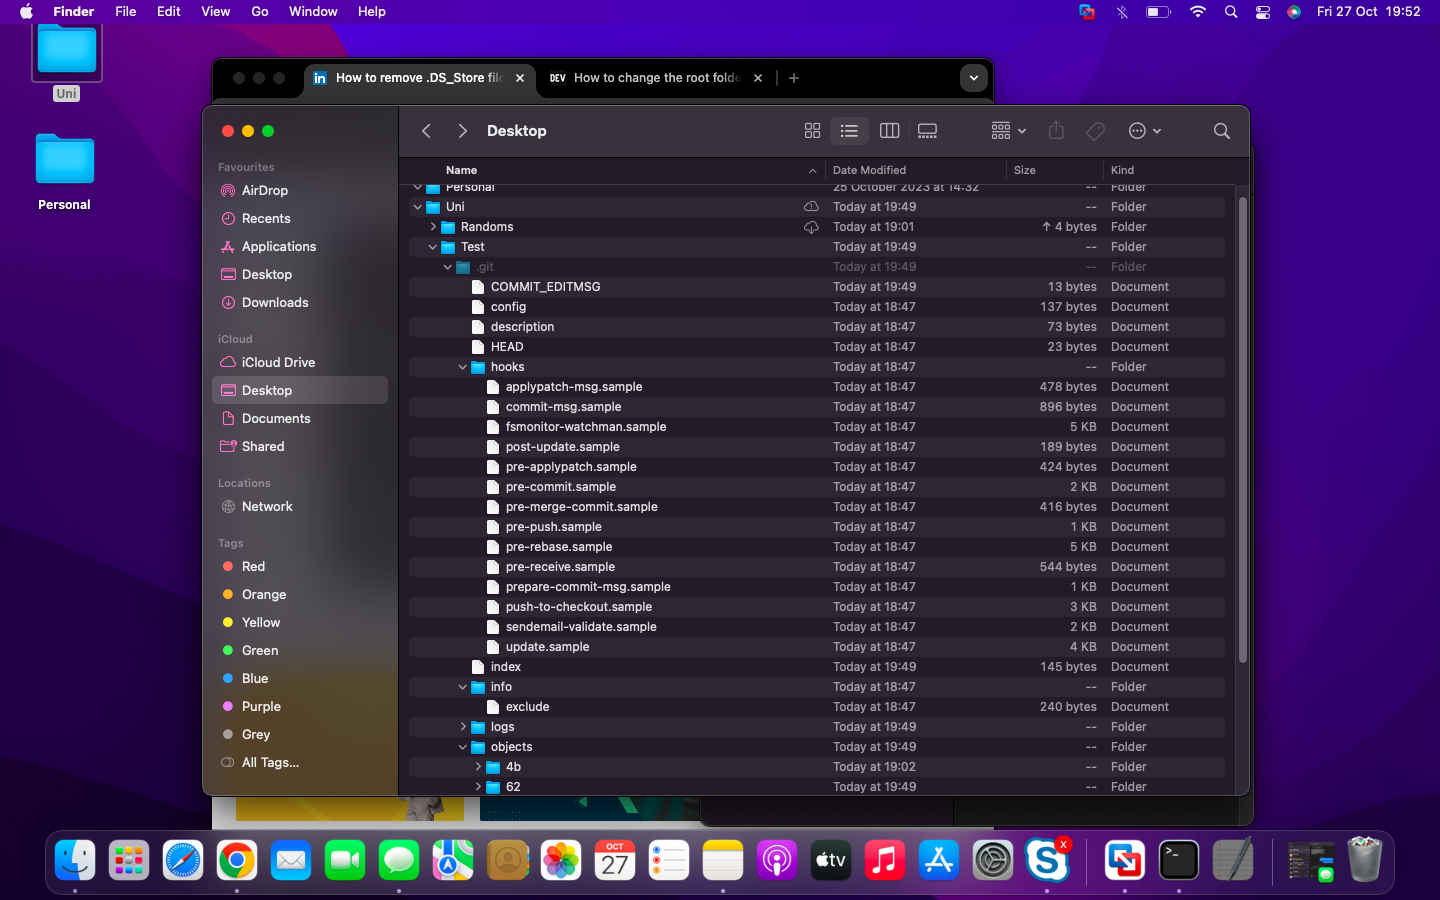 Finder File Edit View Go Window Help Fri 27 Oct 19:52
Uni
Personal
in How to remove .DS_Store file
DEV How to change the root folde
Desktop
Favourites
AirDrop
Recents
Applications
Desktop
Downloads
iCloud
iCloud Drive
Desktop
Documents
Shared
Locations
Network
Tags
Red
Orange
Yellow
Green
Blue
Purple
Grey
All Tags...
Name Date Modified Size Kind
Personal 25 October 2023 at 14:32 -- Folder
Uni Today at 19:49 -- Folder
Randoms Today at 19:01 ↑ 4 bytes Folder
Test Today at 19:49 -- Folder
.git Today at 19:49 -- Folder
COMMIT_EDITMSG Today at 19:49 13 bytes Document
config Today at 18:47 137 bytes Document
description Today at 18:47 73 bytes Document
HEAD Today at 18:47 23 bytes Document
hooks Today at 18:47 -- Folder
applypatch-msg.sample Today at 18:47 478 bytes Document
commit-msg.sample Today at 18:47 896 bytes Document
fsmonitor-watchman.sample Today at 18:47 5 KB Document
post-update.sample Today at 18:47 189 bytes Document
pre-applypatch.sample Today at 18:47 424 bytes Document
pre-commit.sample Today at 18:47 2 KB Document
pre-merge-commit.sample Today at 18:47 416 bytes Document
pre-push.sample Today at 18:47 1 KB Document
pre-rebase.sample Today at 18:47 5 KB Document
pre-receive.sample Today at 18:47 544 bytes Document
prepare-commit-msg.sample Today at 18:47 1 KB Document
push-to-checkout.sample Today at 18:47 3 KB Document
sendemail-validate.sample Today at 18:47 2 KB Document
update.sample Today at 18:47 4 KB Document
index Today at 19:49 145 bytes Document
info Today at 18:47 -- Folder
exclude Today at 18:47 240 bytes Document
logs Today at 19:49 -- Folder
objects Today at 19:49 -- Folder
4b Today at 19:02 -- Folder
62 Today at 19:49 -- Folder
OCT
27
tv
S
x
>_